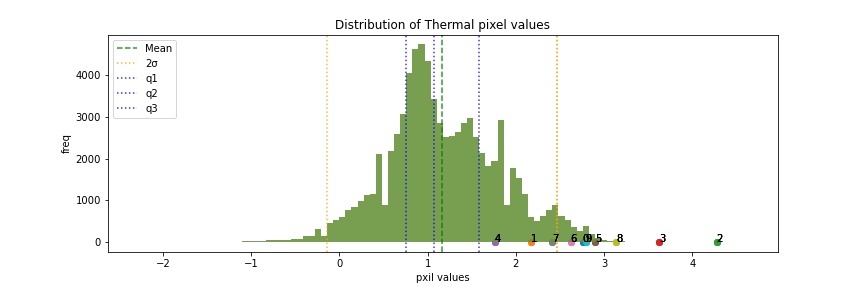 Distribution of Thermal pixel values
Mean
2σ
q1
q2
q3
freq
4000
3000
2000
1000
0
4 1 7 6 0 9 5 8 3 2
−2 −1 0 1 2 3 4
pxil values